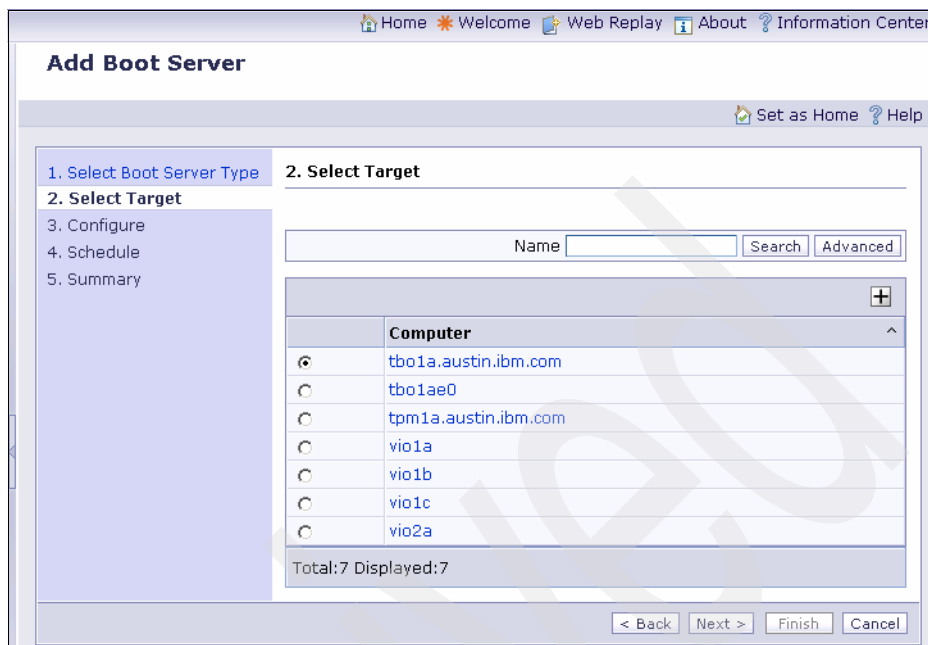 Home Welcome Web Replay About Information Center
Add Boot Server
Set as Home Help
1. Select Boot Server Type
2. Select Target
3. Configure
4. Schedule
5. Summary
2. Select Target
Name Search Advanced
Computer
tbo1a.austin.ibm.com
tbo1ae0
tpm1a.austin.ibm.com
vio1a
vio1b
vio1c
vio2a
Total:7 Displayed:7
< Back Next > Finish Cancel